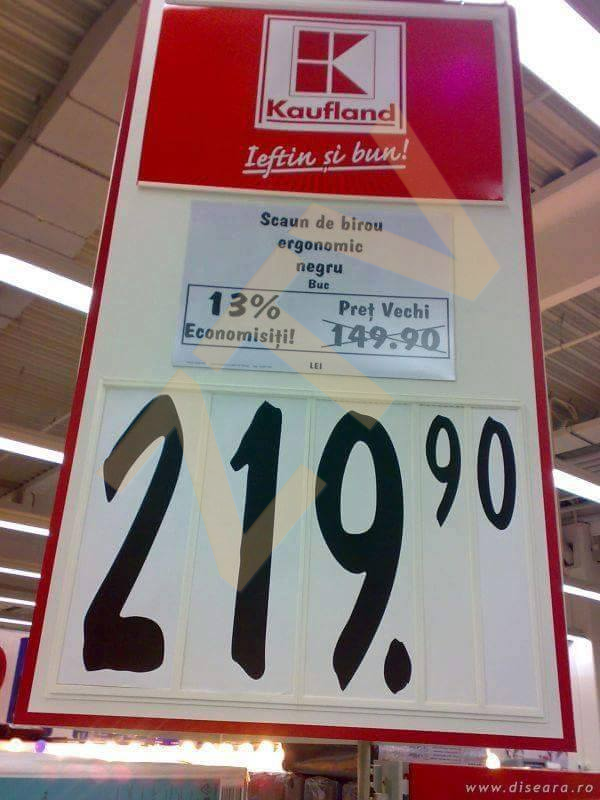 Kaufland
Ieftin și bun!
Scaun de birou
ergonomic
negru
Buc
13%
Economisiți!
Preț Vechi
149.90
LEI
219.90
www.diseara.ro